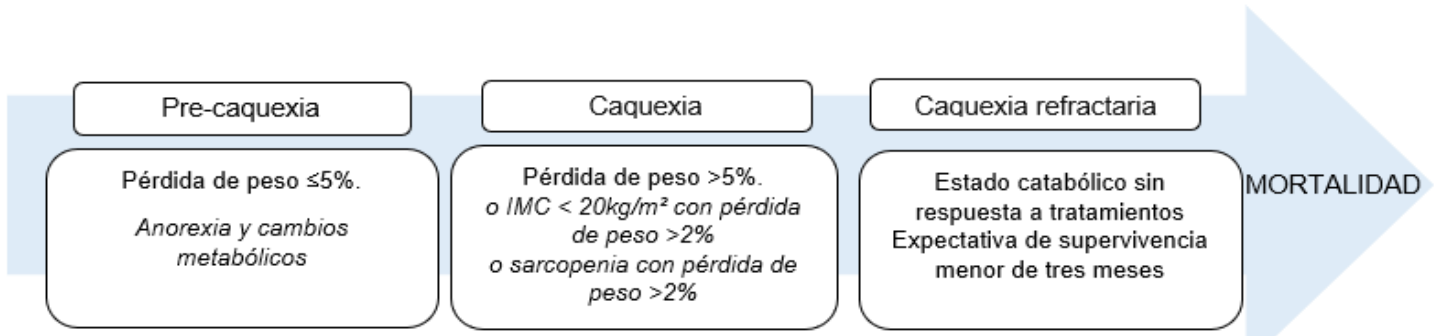 Pre-caquexia
Pérdida de peso ≤5%.
Anorexia y cambios
metabólicos
Caquexia
Pérdida de peso >5%.
o IMC < 20kg/m² con pérdida
de peso >2%
o sarcopenia con pérdida de
peso >2%
Caquexia refractaria
Estado catabólico sin
respuesta a tratamientos
Expectativa de supervivencia
menor de tres meses
MORTALIDAD